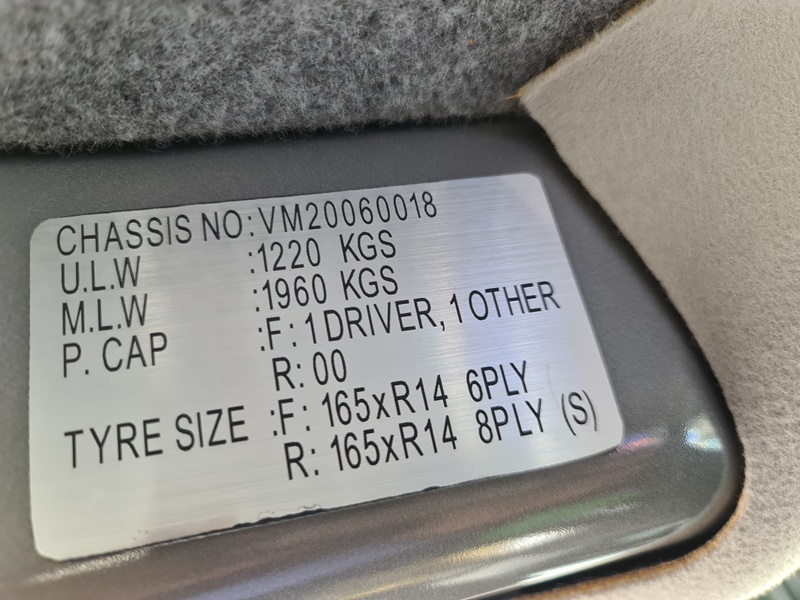 CHASSIS NO: VM20060018
U.L.W :1220 KGS
M.L.W :1960 KGS
P. CAP :F: 1 DRIVER, 1 OTHER
R: 00
TYRE SIZE :F: 165xR14 6PLY
R: 165xR14 8PLY (S)